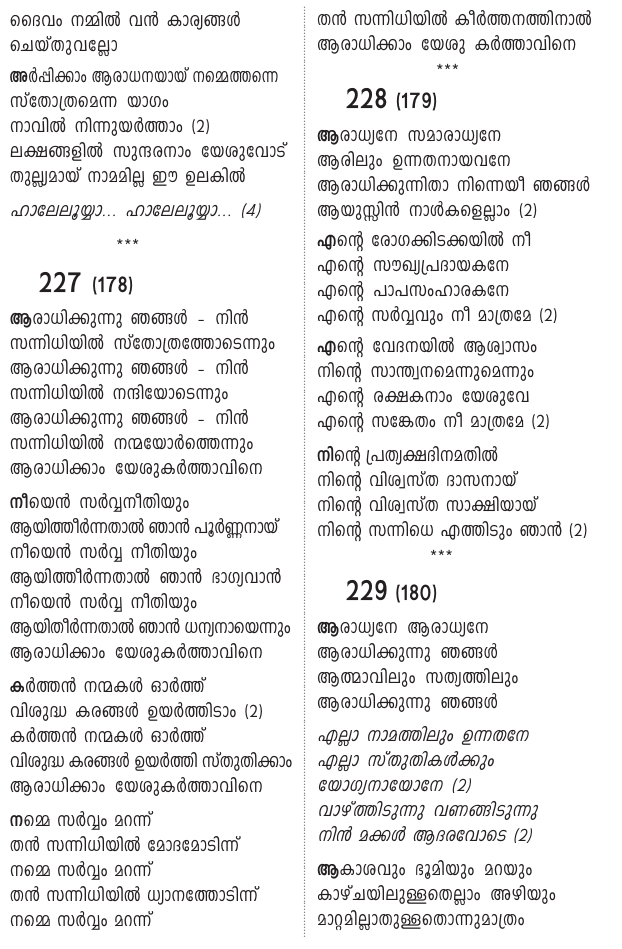 ദൈവം നമ്മിൽ വൻ കാര്യങ്ങൾ
ചെയ്തുവല്ലോ
അർപ്പിക്കാം ആരാധനയായ് നമ്മെത്തന്നെ
സ്തോത്രമെന്ന യാഗം
നാവിൽ നിന്നുയർത്താം (2)
ലക്ഷങ്ങളിൽ സുന്ദരനാം യേശുവോട്
തുല്ല്യമായ് നാമമില്ല ഈ ഉലകിൽ
ഹാലേലൂയ്യാ... ഹാലേലൂയ്യാ... (4)
***
227 (178)
ആരാധിക്കുന്നു ഞങ്ങൾ – നിൻ
സന്നിധിയിൽ സ്തോത്രത്തോടെന്നും
ആരാധിക്കുന്നു ഞങ്ങൾ – നിൻ
സന്നിധിയിൽ നന്ദിയോടെന്നും
ആരാധിക്കുന്നു ഞങ്ങൾ – നിൻ
സന്നിധിയിൽ നന്മയോർത്തെന്നും
ആരാധിക്കാം യേശുകർത്താവിനെ
നീയെൻ സർവ്വനീതിയും
ആയിത്തീർന്നതാൽ ഞാൻ പൂർണ്ണനായ്
നീയെൻ സർവ്വ നീതിയും
ആയിത്തീർന്നതാൽ ഞാൻ ഭാഗ്യവാൻ
നീയെൻ സർവ്വ നീതിയും
ആയിതീർന്നതാൽ ഞാൻ ധന്യനായെന്നും
ആരാധിക്കാം യേശുകർത്താവിനെ
കർത്തൻ നന്മകൾ ഓർത്ത്
വിശുദ്ധ കരങ്ങൾ ഉയർത്തിടാം (2)
കർത്തൻ നന്മകൾ ഓർത്ത്
വിശുദ്ധ കരങ്ങൾ ഉയർത്തി സ്തുതിക്കാം
ആരാധിക്കാം യേശുകർത്താവിനെ
നമ്മെ സർവ്വം മറന്ന്
തൻ സന്നിധിയിൽ മോദമോടിന്ന്
നമ്മെ സർവ്വം മറന്ന്
തൻ സന്നിധിയിൽ ധ്യാനത്തോടിന്ന്
നമ്മെ സർവ്വം മറന്ന്
തൻ സന്നിധിയിൽ കീർത്തനത്തിനാൽ
ആരാധിക്കാം യേശു കർത്താവിനെ
***
228 (179)
ആരാധ്യനേ സമാരാധ്യനേ
ആരിലും ഉന്നതനായവനേ
ആരാധിക്കുന്നിതാ നിന്നെയീ ഞങ്ങൾ
ആയുസ്സിൻ നാൾകളെല്ലാം (2)
എന്റെ രോഗക്കിടക്കയിൽ നീ
എന്റെ സൗഖ്യപ്രദായകനേ
എന്റെ പാപസംഹാരകനേ
എന്റെ സർവ്വവും നീ മാത്രമേ (2)
എന്റെ വേദനയിൽ ആശ്വാസം
നിന്റെ സാന്ത്വനമെന്നുമെന്നും
എന്റെ രക്ഷകനാം യേശുവേ
എന്റെ സങ്കേതം നീ മാത്രമേ (2)
നിന്റെ പ്രത്യക്ഷദിനമതിൽ
നിന്റെ വിശ്വസ്ത ദാസനായ്
നിന്റെ വിശ്വസ്ത സാക്ഷിയായ്
നിന്റെ സന്നിധെ എത്തിടും ഞാൻ (2)
***
229 (180)
ആരാധ്യനേ ആരാധ്യനേ
ആരാധിക്കുന്നു ഞങ്ങൾ
ആത്മാവിലും സത്യത്തിലും
ആരാധിക്കുന്നു ഞങ്ങൾ
എല്ലാ നാമത്തിലും ഉന്നതനേ
എല്ലാ സ്തുതികൾക്കും
യോഗ്യനായോനേ (2)
വാഴ്ത്തിടുന്നു വണങ്ങിടുന്നു
നിൻ മക്കൾ ആദരവോടെ (2)
ആകാശവും ഭൂമിയും മറയും
കാഴ്ചയിലുള്ളതെല്ലാം അഴിയും
മാറ്റമില്ലാതുള്ളതൊന്നുമാത്രം